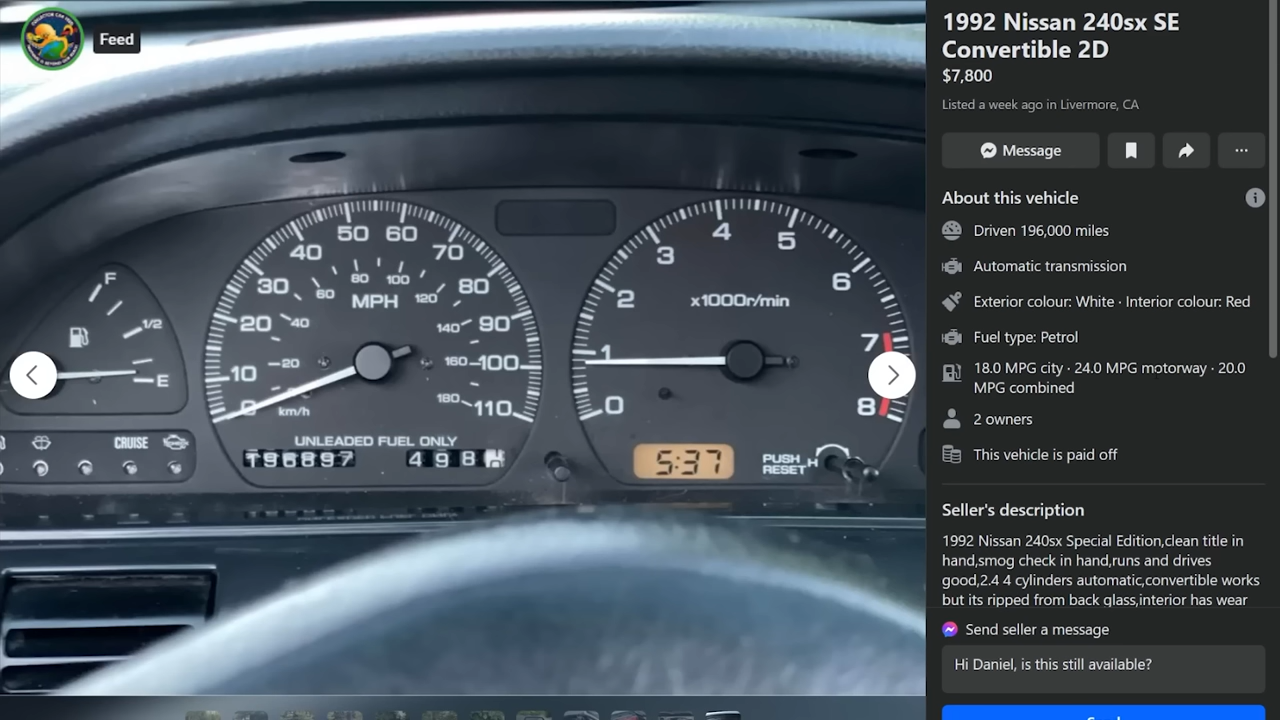 Feed
1992 Nissan 240sx SE
Convertible 2D
$7,800
Listed a week ago in Livermore, CA
Message
About this vehicle
Driven 196,000 miles
Automatic transmission
Exterior colour: White · Interior colour: Red
Fuel type: Petrol
18.0 MPG city · 24.0 MPG motorway · 20.0
MPG combined
2 owners
This vehicle is paid off
Seller's description
1992 Nissan 240sx Special Edition,clean title in
hand,smog check in hand,runs and drives
good,2.4 4 cylinders automatic,convertible works
but its ripped from back glass,interior has wear
Send seller a message
Hi Daniel, is this still available?
F
1/2
E
CRUISE
0 10 20 30 40 50 60 70 80 90 100 110
MPH
20 40 60 80 100 120 140 160 180
km/h
UNLEADED FUEL ONLY
196897
498
0 1 2 3 4 5 6 7 8
x1000r/min
5:37
PUSH
RESET
H